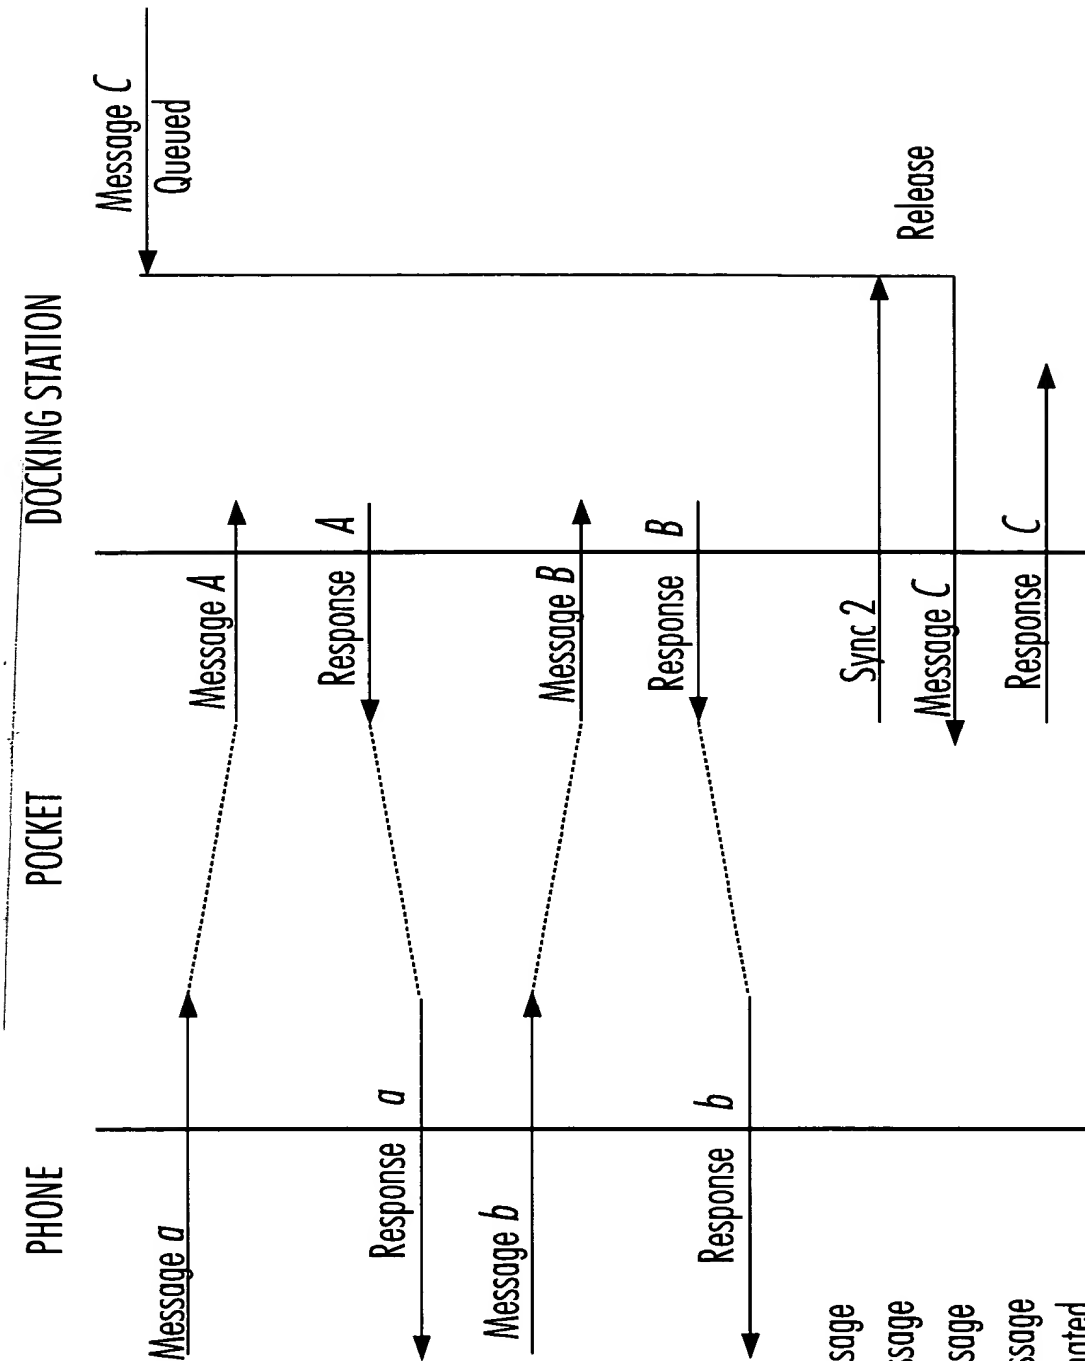 PHONE
POCKET
DOCKING STATION
Message C
Queued
Message a
Message A
Response A
Response a
Message b
Message B
Response B
Response b
Sync 2
Release
Message C
Response C